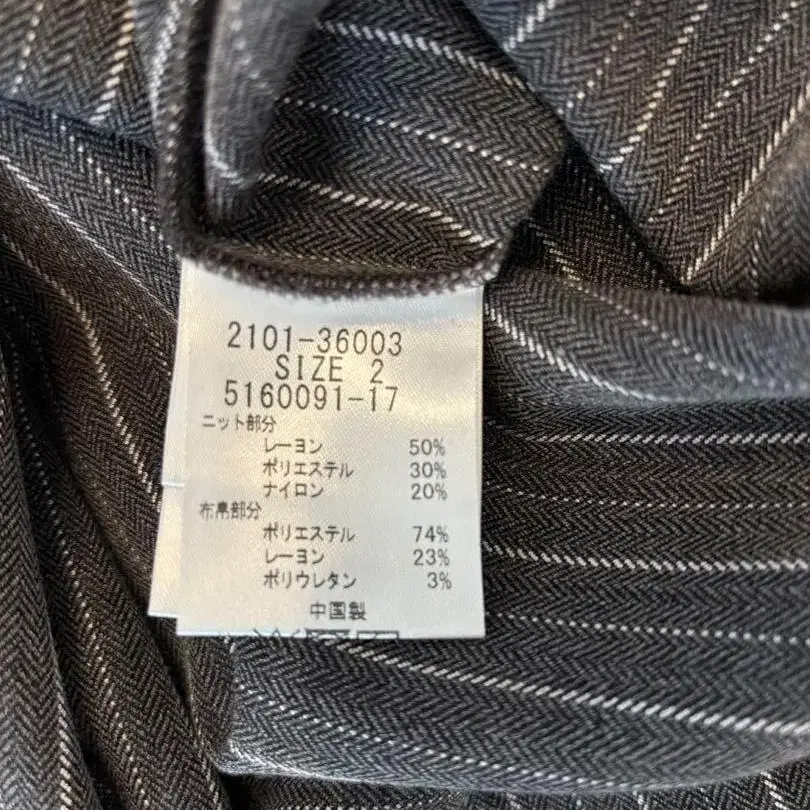 2101-36003
SIZE 2
5160091-17
ニット部分
レーヨン 50%
ポリエステル 30%
ナイロン 20%
布帛部分
ポリエステル 74%
レーヨン 23%
ポリウレタン 3%
中国製